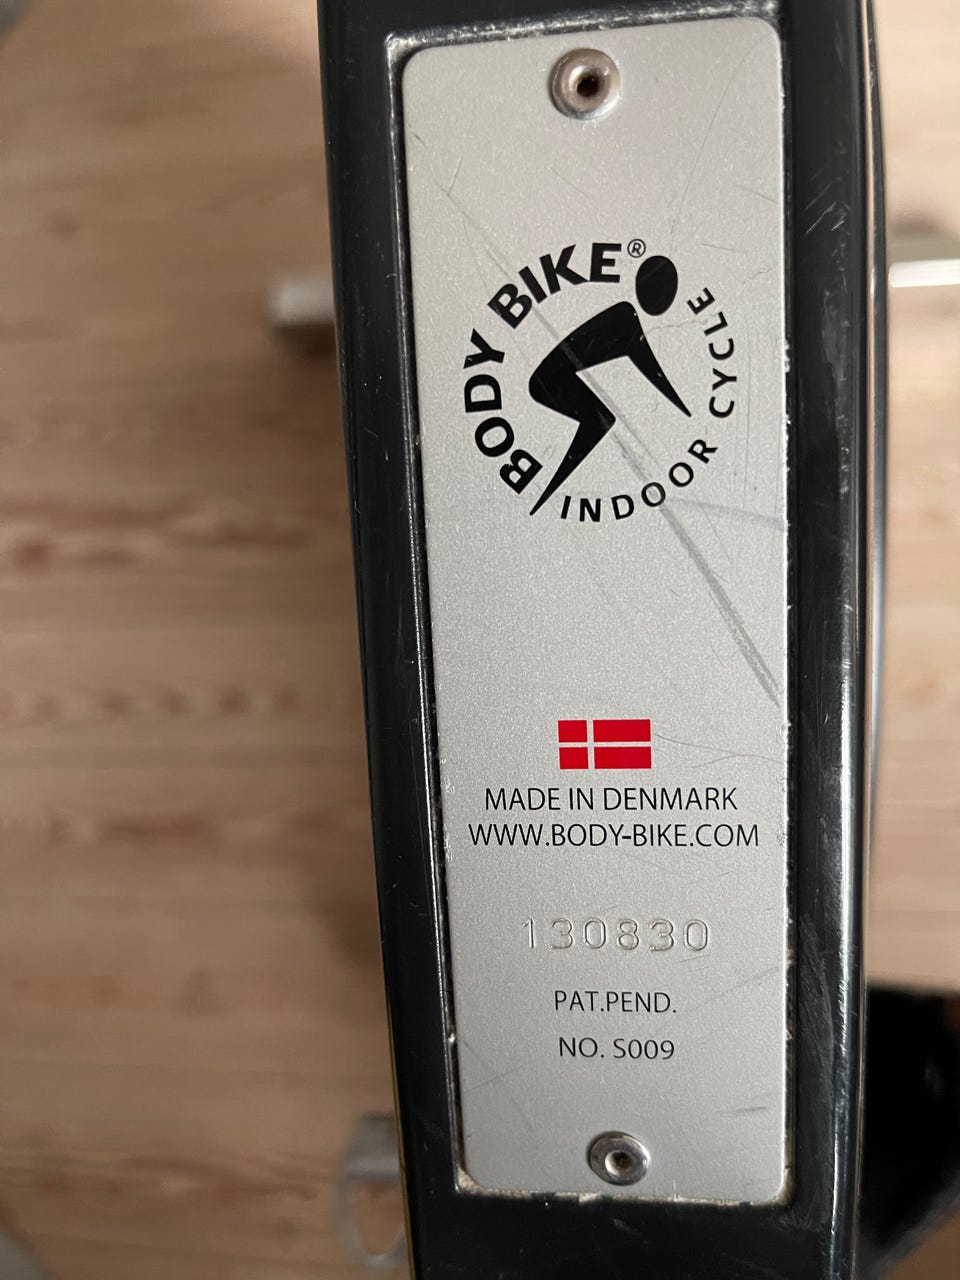 BODY BIKE®
INDOOR CYCLE
MADE IN DENMARK
WWW.BODY-BIKE.COM
130830
PAT.PEND.
NO. S009